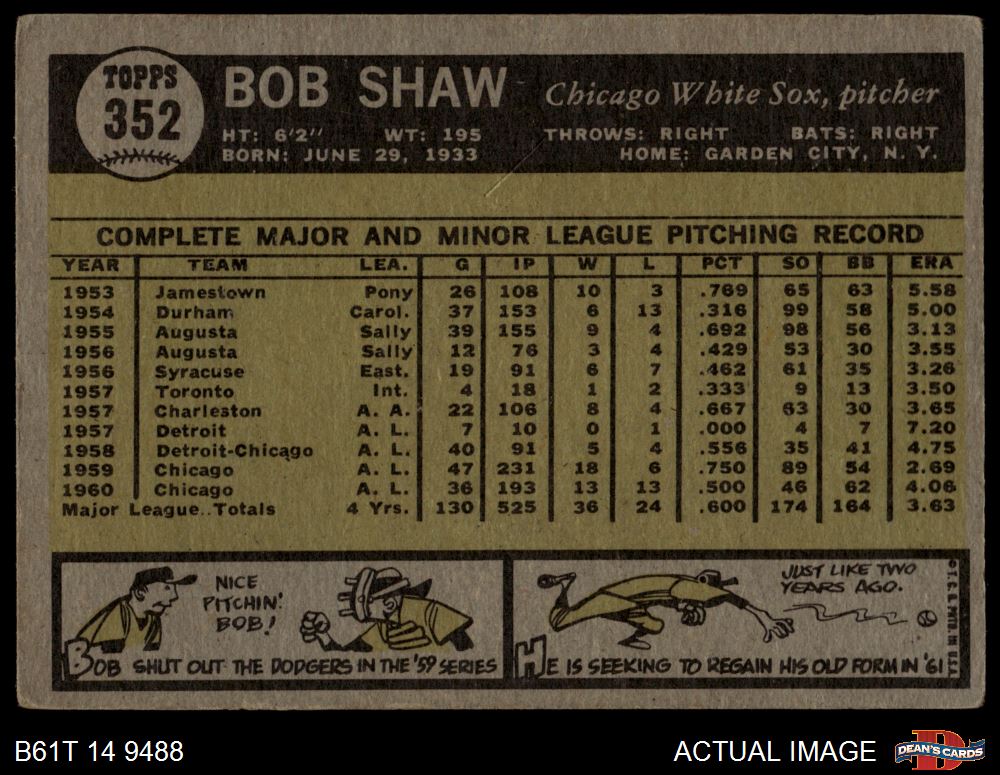 TOPPS
352
BOB SHAW Chicago White Sox, pitcher
HT: 6'2" WT: 195 THROWS: RIGHT BATS: RIGHT
BORN: JUNE 29, 1933 HOME: GARDEN CITY, N. Y.
COMPLETE MAJOR AND MINOR LEAGUE PITCHING RECORD
YEAR TEAM LEA. G IP W L PCT SO BB ERA
1953 Jamestown Pony 26 108 10 3 .769 65 63 5.58
1954 Durham Carol. 37 153 6 13 .316 99 58 5.00
1955 Augusta Sally 39 155 9 4 .692 98 56 3.13
1956 Augusta Sally 12 76 3 4 .429 53 30 3.55
1956 Syracuse East. 19 91 6 7 .462 61 35 3.26
1957 Toronto Int. 4 18 1 2 .333 9 13 3.50
1957 Charleston A. A. 22 106 8 4 .667 63 30 3.65
1957 Detroit A. L. 7 10 0 1 .000 4 7 7.20
1958 Detroit-Chicago A. L. 40 91 5 4 .556 35 41 4.75
1959 Chicago A. L. 47 231 18 6 .750 89 54 2.69
1960 Chicago A. L. 36 193 13 13 .500 46 62 4.06
Major League Totals 4 Yrs. 130 525 36 24 .600 174 164 3.63
NICE
PITCHIN'
BOB!
BOB SHUT OUT THE DODGERS IN THE '59 SERIES
JUST LIKE TWO
YEARS AGO.
HE IS SEEKING TO REGAIN HIS OLD FORM IN '61
©T. C. G. PRTD. IN U.S.A.
B61T 14 9488
ACTUAL IMAGE
DEAN'S CARDS